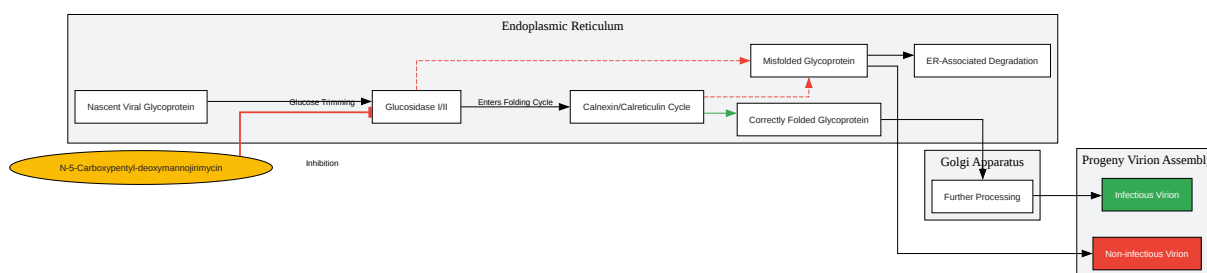 Endoplasmic Reticulum
Misfolded Glycoprotein
ER-Associated Degradation
Nascent Viral Glycoprotein
Glucose Trimming
Glucosidase I/II
Enters Folding Cycle
Calnexin/Calreticulin Cycle
Correctly Folded Glycoprotein
N-5-Carboxypentyl-deoxymannojirimycin
Inhibition
Golgi Apparatus
Further Processing
Progeny Virion Assembly
Infectious Virion
Non-infectious Virion